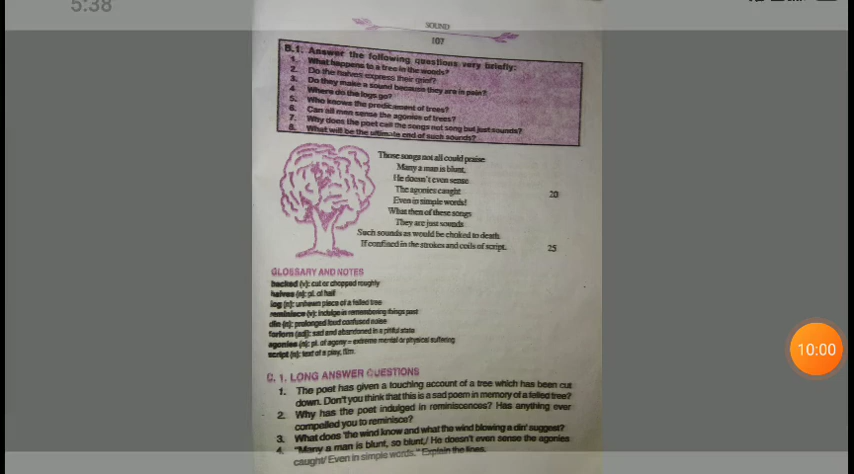 5:38
SOUND
107
B.1. Answer the following questions very briefly:
1. What happens to a tree in the woods?
2. Do the halves express their grief?
3. Do they make a sound because they are in pain?
4. Where do the logs go?
5. Who knows the predicament of trees?
6. Can all men sense the agonies of trees?
7. Why does the poet call the songs not song but just sounds?
8. What will be the ultimate end of such sounds?
Those songs not all could praise
Many a man is blunt,
He doesn't even sense
The agonies caught 20
Even in simple words!
What then of these songs
They are just sounds
Such sounds as would be choked to death
If confined in the strokes and coils of script. 25
GLOSSARY AND NOTES
hacked (v): cut or chopped roughly
halves (n): pl. of half
log (n): unhewn piece of a felled tree
reminisce (v): indulge in remembering things past
din (n): prolonged loud confused noise
forlorn (adj): sad and abandoned in a pitiful state
agonies (n): pl. of agony = extreme mental or physical suffering
script (n): text of a play, film
C. 1. LONG ANSWER QUESTIONS
1. The poet has given a touching account of a tree which has been cut
down. Don't you think that this is a sad poem in memory of a felled tree?
2. Why has the poet indulged in reminiscences? Has anything ever
compelled you to reminisce?
3. What does 'the wind know and what the wind blowing a din' suggest?
4. "Many a man is blunt, so blunt,/ He doesn't even sense the agonies
caught/ Even in simple words." Explain the lines.
10:00